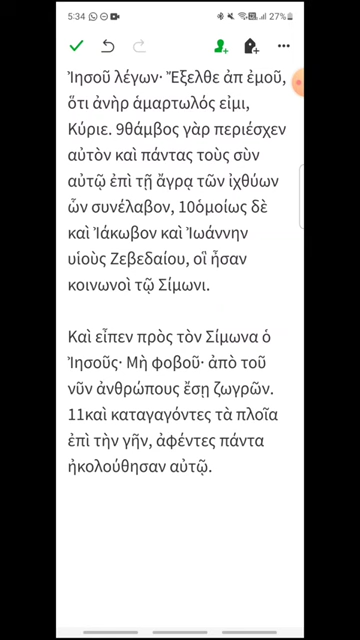 5:34
27%
Ἰησοῦ λέγων· Ἔξελθε ἀπ ἐμοῦ,
ὅτι ἀνὴρ ἁμαρτωλός εἰμι,
Κύριε. 9θάμβος γὰρ περιέσχεν
αὐτὸν καὶ πάντας τοὺς σὺν
αὐτῷ ἐπὶ τῇ ἄγρᾳ τῶν ἰχθύων
ὧν συνέλαβον, 10ὁμοίως δὲ
καὶ Ἰάκωβον καὶ Ἰωάννην
υἱοὺς Ζεβεδαίου, οἳ ἦσαν
κοινωνοὶ τῷ Σίμωνι.
Καὶ εἶπεν πρὸς τὸν Σίμωνα ὁ
Ἰησοῦς· Μὴ φοβοῦ· ἀπὸ τοῦ
νῦν ἀνθρώπους ἔσῃ ζωγρῶν.
11καὶ καταγαγόντες τὰ πλοῖα
ἐπὶ τὴν γῆν, ἀφέντες πάντα
ἠκολούθησαν αὐτῷ.